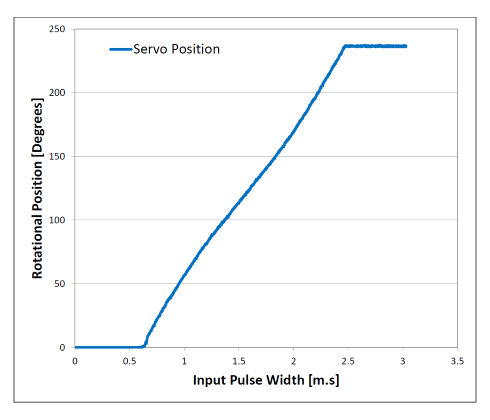 250
Servo Position
200
150
100
50
0
0 0.5 1 1.5 2 2.5 3 3.5
Rotational Position [Degrees]
Input Pulse Width [m.s]